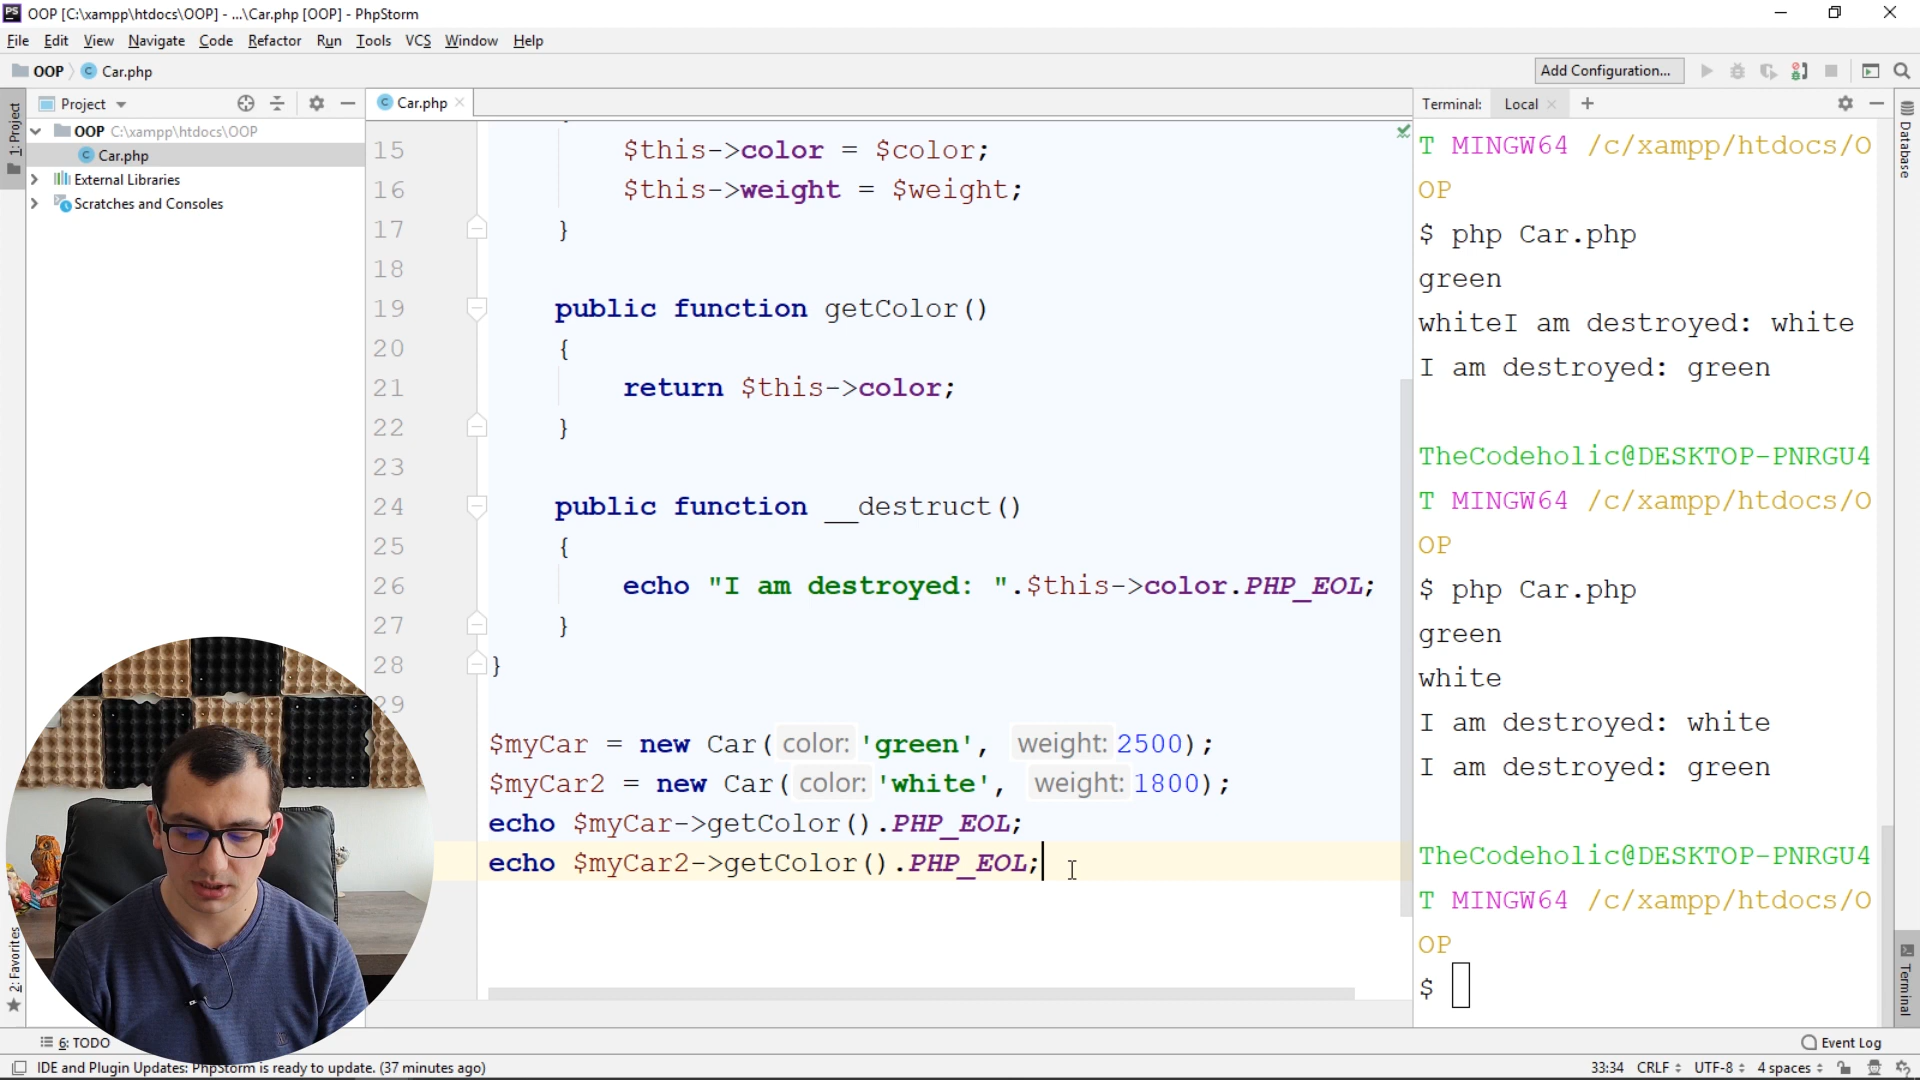 OOP [C:\xampp\htdocs\OOP] - ...\Car.php [OOP] - PhpStorm
File Edit View Navigate Code Refactor Run Tools VCS Window Help
OOP Car.php
Add Configuration...
1: Project
Project
OOP C:\xampp\htdocs\OOP
Car.php
External Libraries
Scratches and Consoles
Car.php
15 $this->color = $color;
16 $this->weight = $weight;
17 }
18
19 public function getColor()
20 {
21 return $this->color;
22 }
23
24 public function __destruct()
25 {
26 echo "I am destroyed: ".$this->color.PHP_EOL;
27 }
28 }
29
$myCar = new Car( color: 'green', weight: 2500);
$myCar2 = new Car( color: 'white', weight: 1800);
echo $myCar->getColor().PHP_EOL;
echo $myCar2->getColor().PHP_EOL;
Terminal: Local
T MINGW64 /c/xampp/htdocs/O
OP
$ php Car.php
green
whiteI am destroyed: white
I am destroyed: green
TheCodeholic@DESKTOP-PNRGU4
T MINGW64 /c/xampp/htdocs/O
OP
$ php Car.php
green
white
I am destroyed: white
I am destroyed: green
TheCodeholic@DESKTOP-PNRGU4
T MINGW64 /c/xampp/htdocs/O
OP
$
Database
Terminal
2: Favorites
6: TODO
Event Log
IDE and Plugin Updates: PhpStorm is ready to update. (37 minutes ago)
33:34 CRLF UTF-8 4 spaces